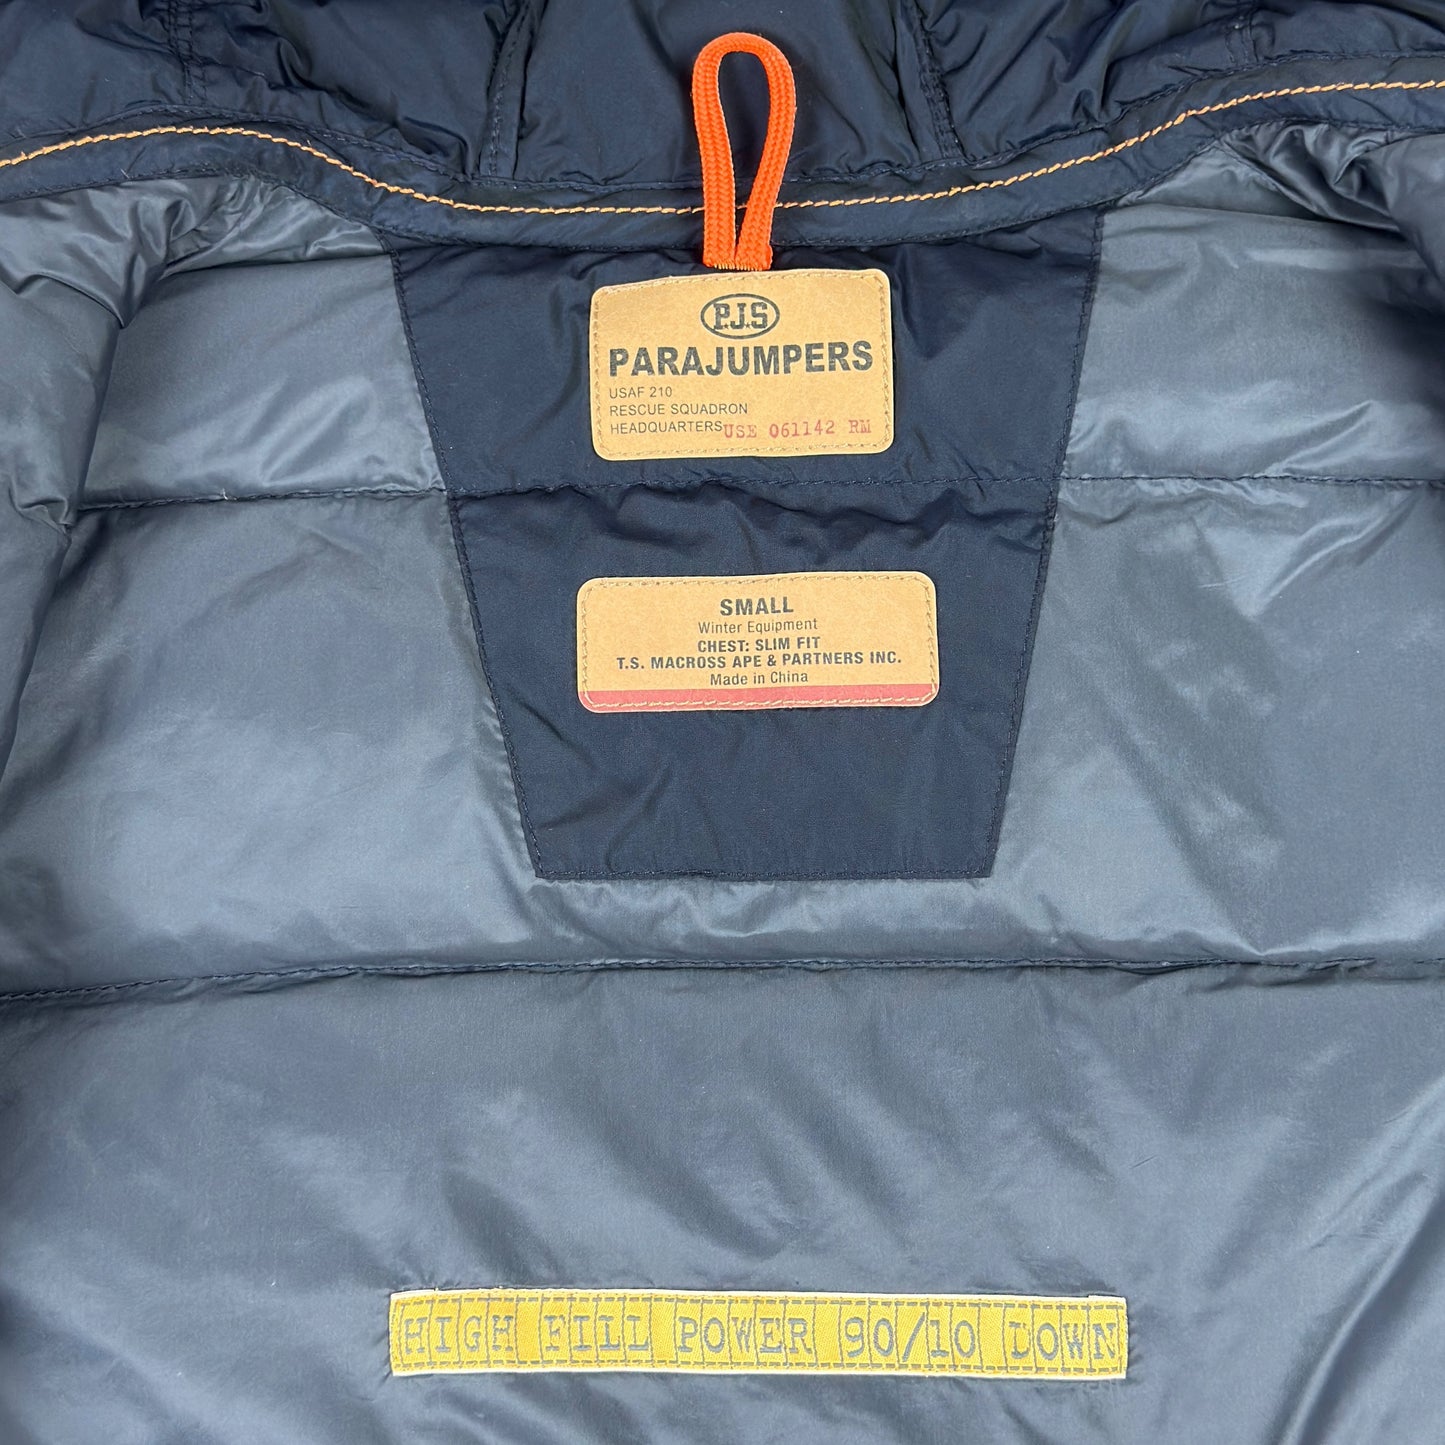 P.J.S
PARAJUMPERS
USAF 210
RESCUE SQUADRON
HEADQUARTERS USE 061142 RM
SMALL
Winter Equipment
CHEST: SLIM FIT
T.S. MACROSS APE & PARTNERS INC.
Made in China
HIGH FILL POWER 90/10 DOWN